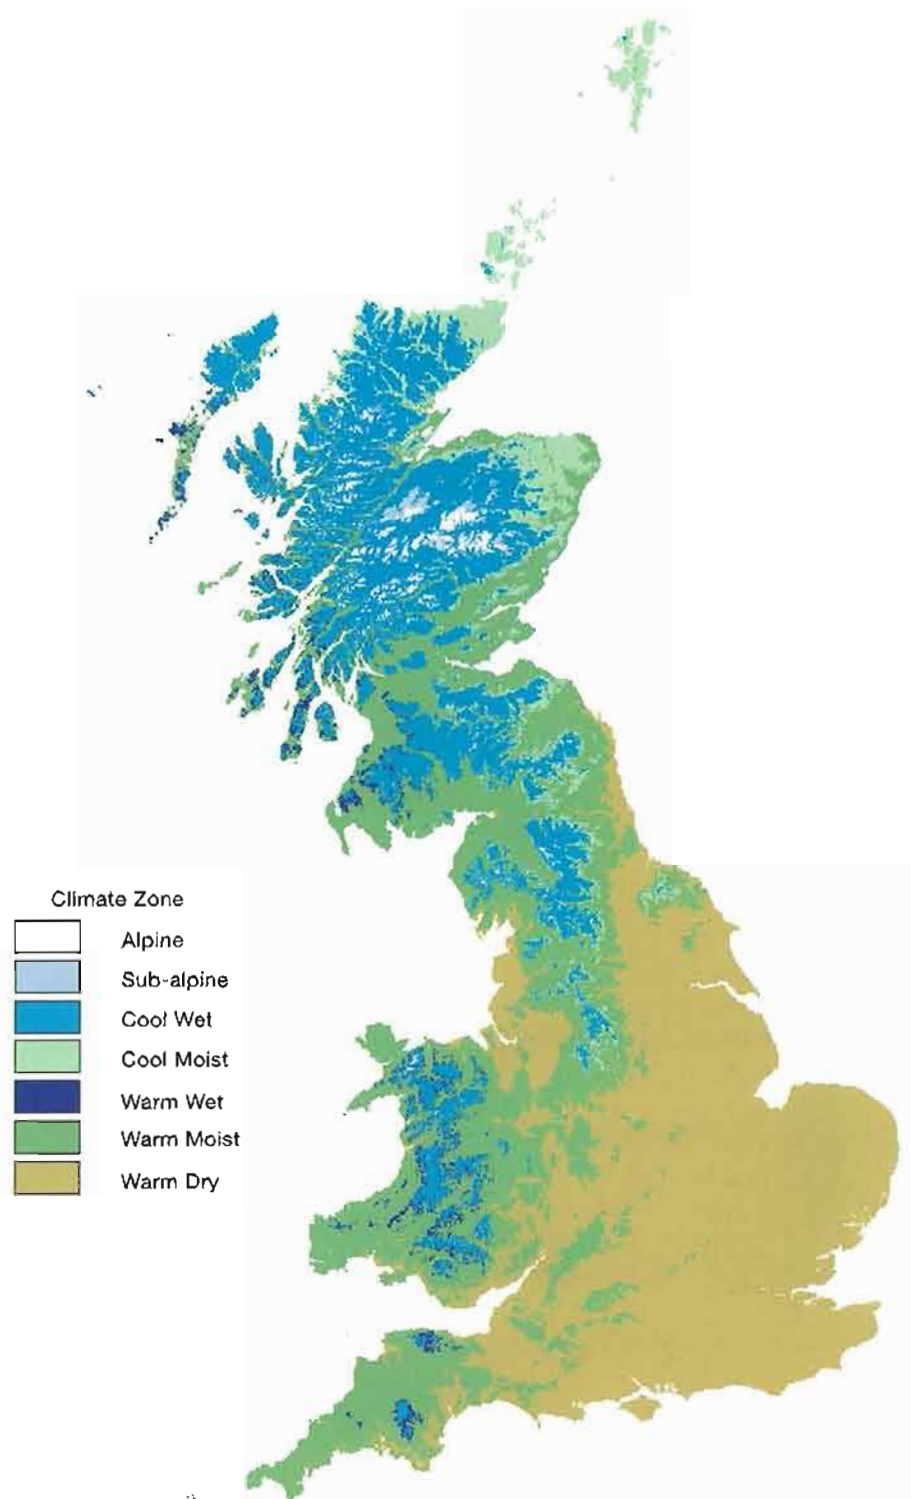 Climate Zone
Alpine
Sub-alpine
Cool Wet
Cool Moist
Warm Wet
Warm Moist
Warm Dry